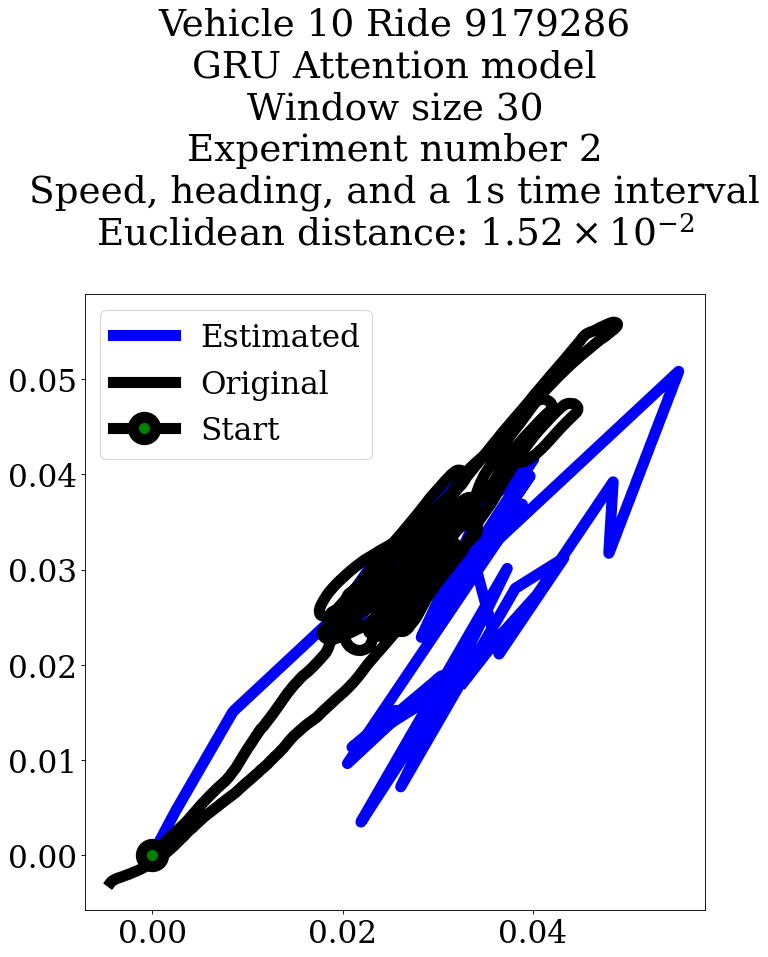 Vehicle 10 Ride 9179286
GRU Attention model
Window size 30
Experiment number 2
Speed, heading, and a 1s time interval
Euclidean distance: 1.52 × 10⁻²
Estimated
Original
Start
0.05
0.04
0.03
0.02
0.01
0.00
0.00 0.02 0.04